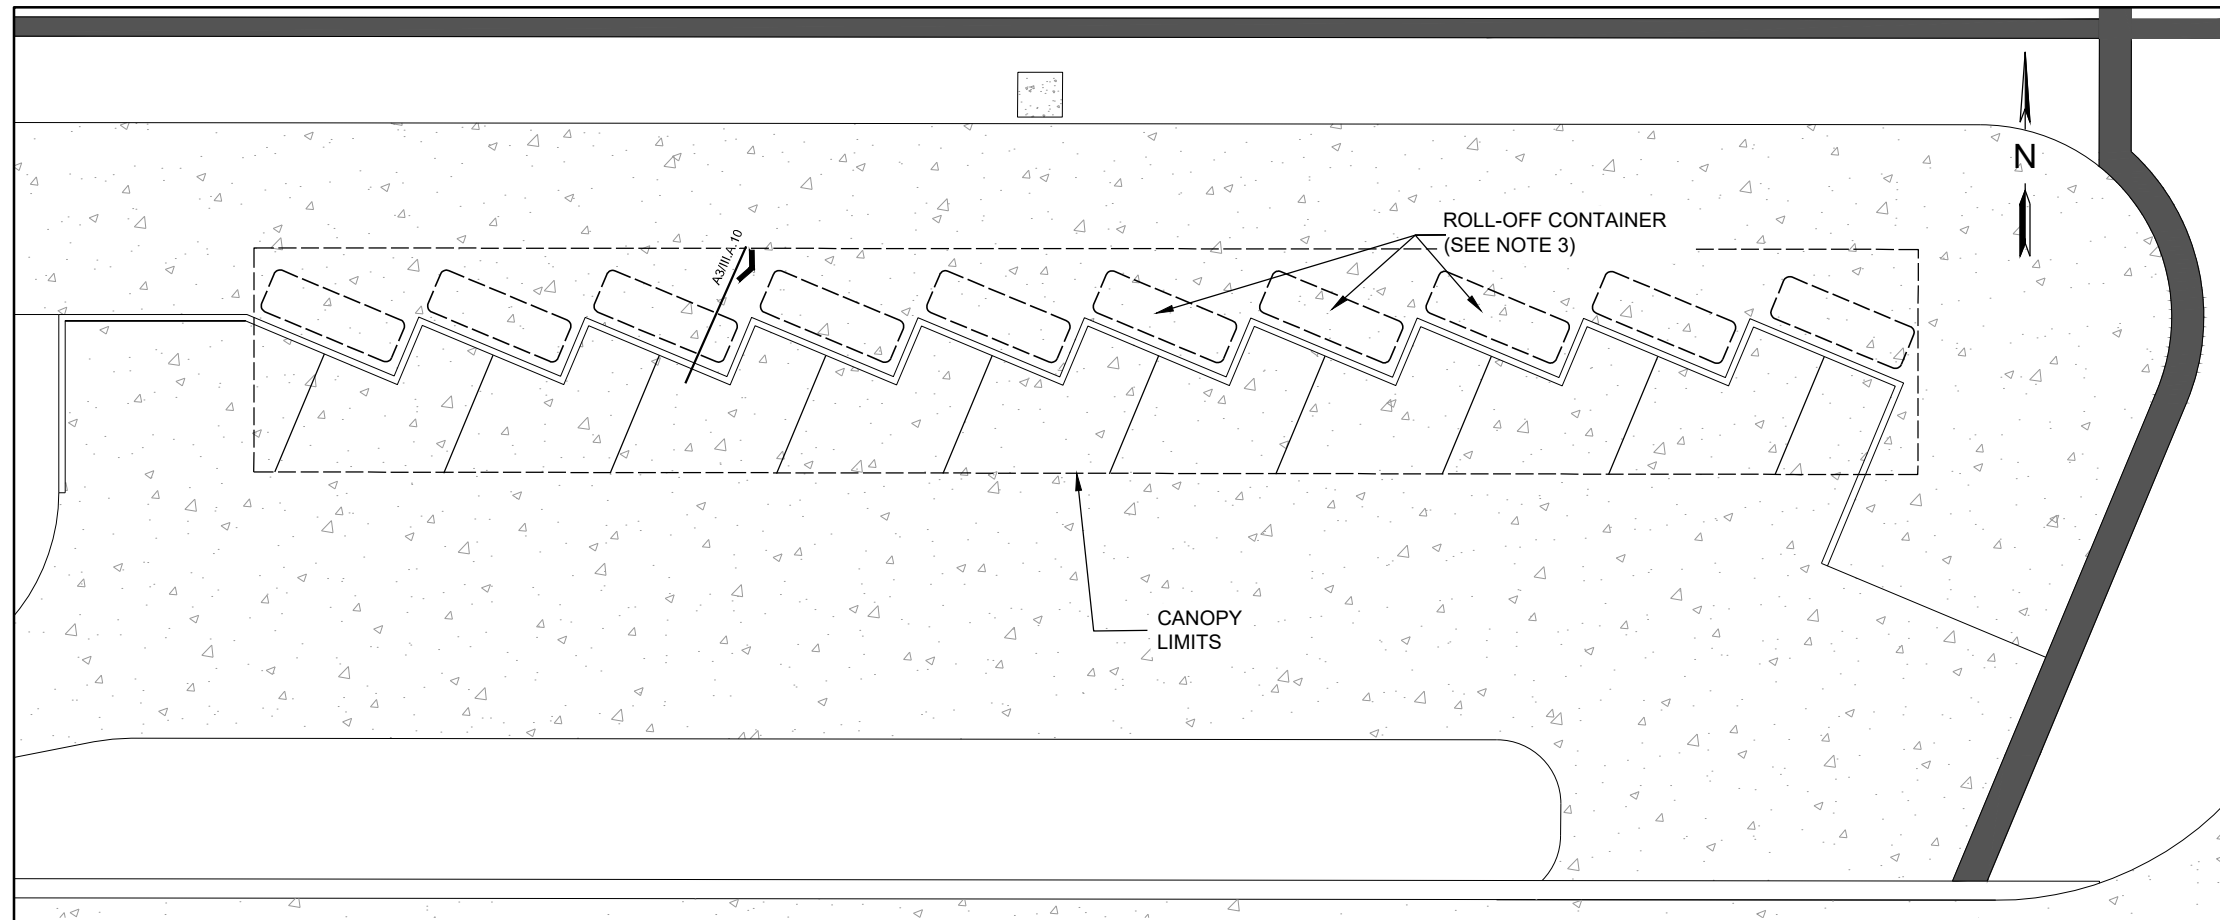 N
ROLL-OFF CONTAINER
(SEE NOTE 3)
A3/III.A.10
CANOPY
LIMITS